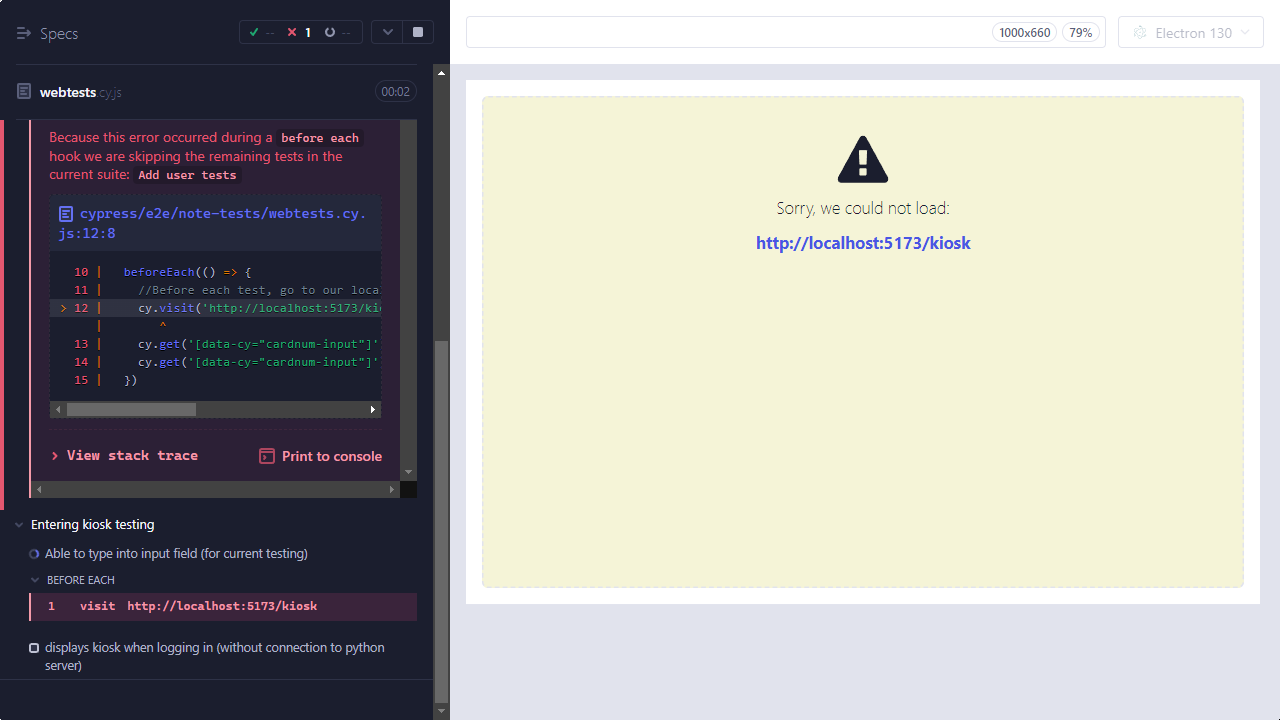 Specs
--
1
--
webtests.cy.js
00:02
Because this error occurred during a before each
hook we are skipping the remaining tests in the
current suite: Add user tests
cypress/e2e/note-tests/webtests.cy.
js:12:8
10 | beforeEach(() => {
11 | //Before each test, go to our loca
> 12 | cy.visit('http://localhost:5173/ki
| ^
13 | cy.get('[data-cy="cardnum-input"]'
14 | cy.get('[data-cy="cardnum-input"]'
15 | })
View stack trace
Print to console
Entering kiosk testing
Able to type into input field (for current testing)
BEFORE EACH
1 visit http://localhost:5173/kiosk
displays kiosk when logging in (without connection to python
server)
1000x660
79%
Electron 130
Sorry, we could not load:
http://localhost:5173/kiosk